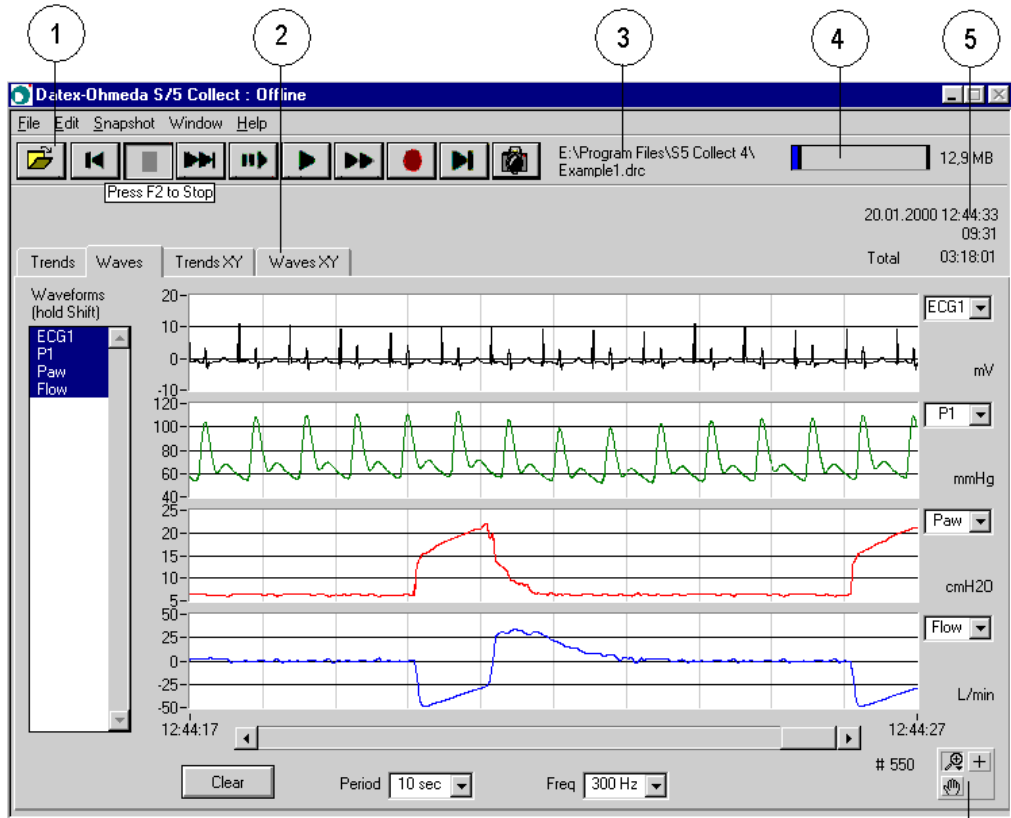 1 2 3 4 5
Datex-Ohmeda S/5 Collect : Offline
File Edit Snapshot Window Help
E:\Program Files\S5 Collect 4\
Example1.drc
12,9 MB
Press F2 to Stop
20.01.2000 12:44:33
09:31
Total 03:18:01
Trends Waves Trends XY Waves XY
Waveforms
(hold Shift)
ECG1
P1
Paw
Flow
20
10
0
-10
ECG1
mV
120
100
80
60
40
P1
mmHg
25
20
15
10
5
Paw
cmH2O
50
25
0
-25
-50
Flow
L/min
12:44:17 12:44:27
# 550
Clear Period 10 sec Freq 300 Hz